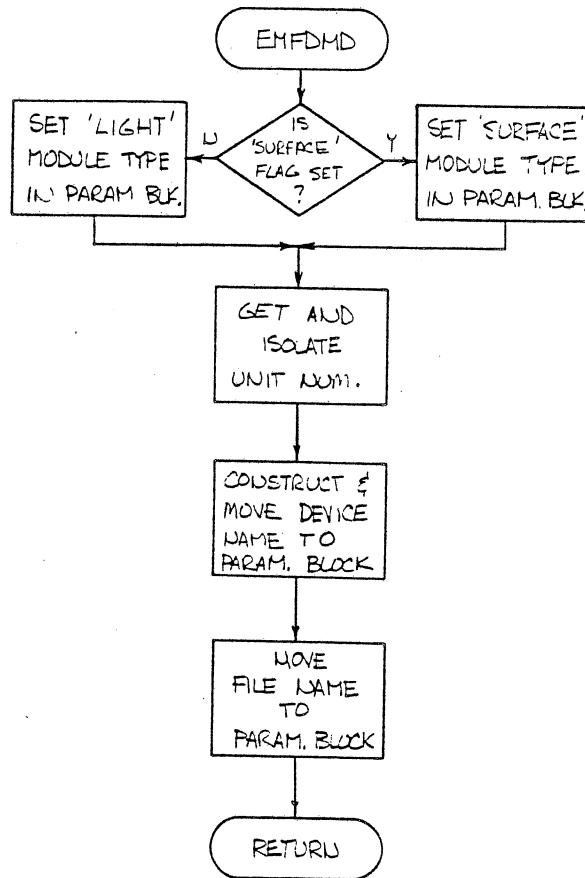 EMFDMD
IS
'SURFACE'
FLAG SET
?
N
Y
SET 'LIGHT'
MODULE TYPE
IN PARAM BLK.
SET 'SURFACE'
MODULE TYPE
IN PARAM. BLK.
GET AND
ISOLATE
UNIT NUM.
CONSTRUCT &
MOVE DEVICE
NAME TO
PARAM. BLOCK
MOVE
FILE NAME
TO
PARAM. BLOCK
RETURN